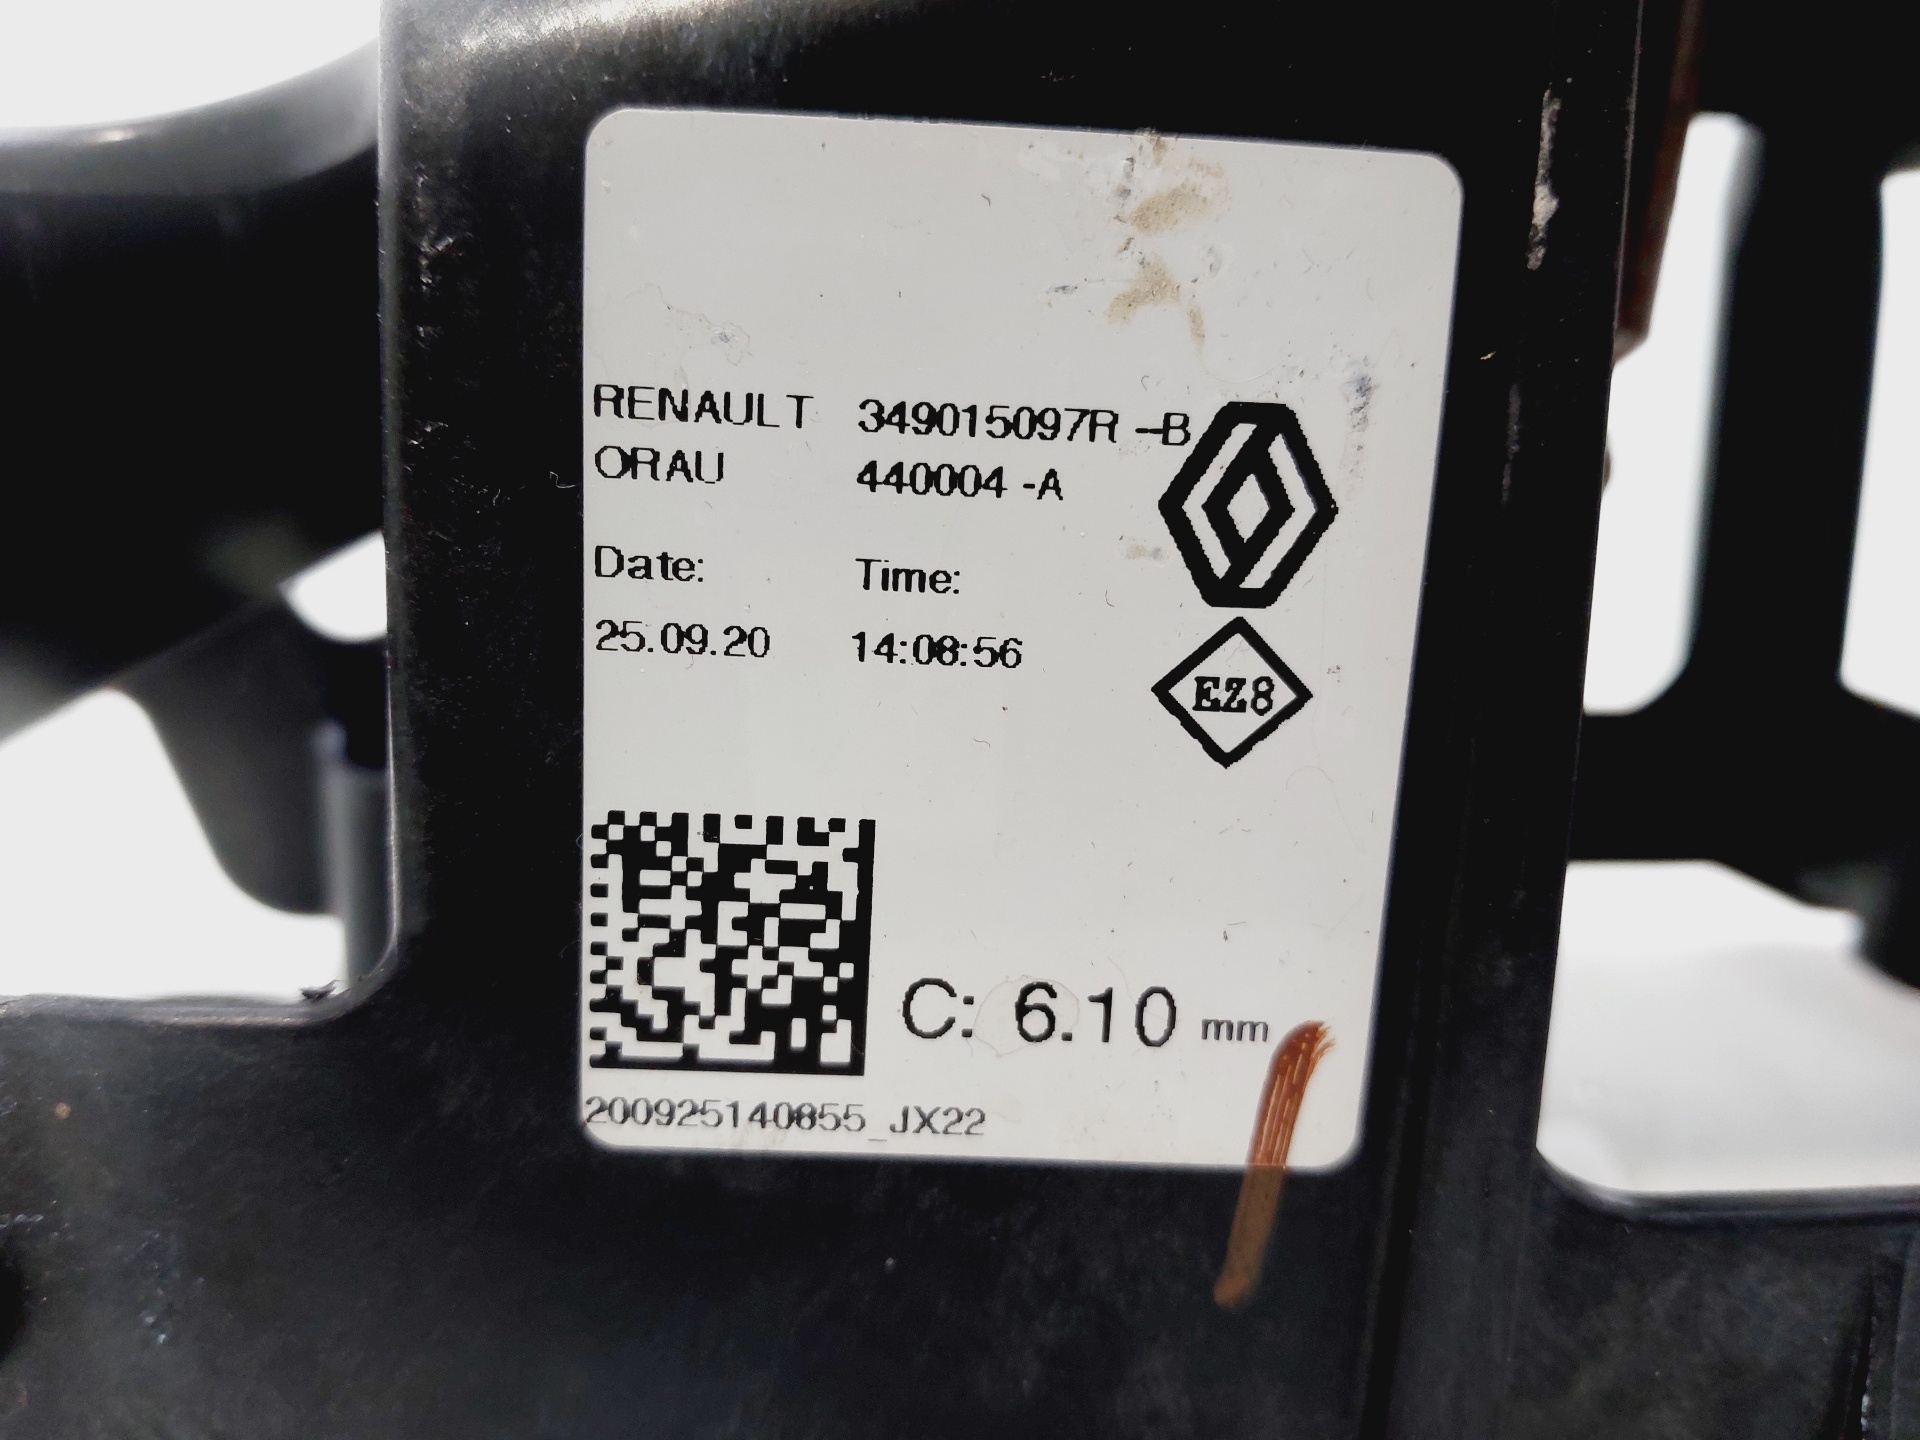 RENAULT 349015097R -B
ORAU 440004 -A
Date: Time:
25.09.20 14:08:56
EZ8
C: 6.10 mm
200925140855_JX22